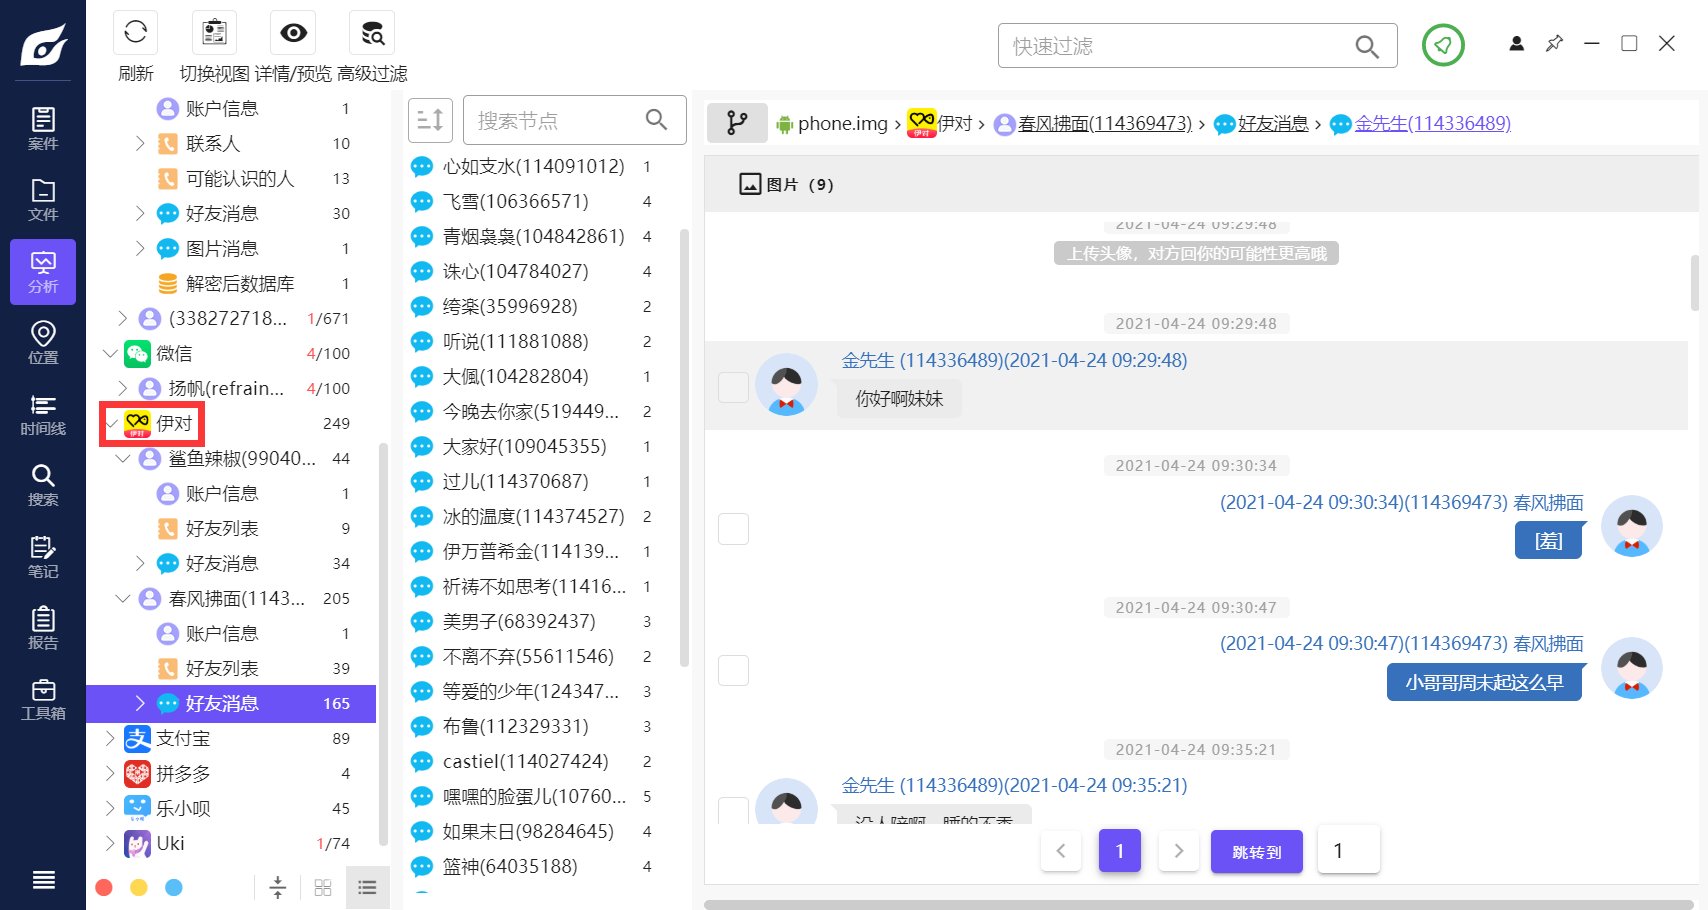 刷新
切换视图
详情/预览
高级过滤
快速过滤
案件
文件
分析
位置
时间线
搜索
笔记
报告
工具箱
账户信息 1
联系人 10
可能认识的人 13
好友消息 30
图片消息 1
解密后数据库 1
(338272718... 1/671
微信 4/100
扬帆(refrain... 4/100
伊对 249
鲨鱼辣椒(99040... 44
账户信息 1
好友列表 9
好友消息 34
春风拂面(1143... 205
账户信息 1
好友列表 39
好友消息 165
支付宝 89
拼多多 4
乐小呗 45
Uki 1/74
搜索节点
心如支水(114091012) 1
飞雪(106366571) 4
青烟袅袅(104842861) 4
诛心(104784027) 4
绔楽(35996928) 2
听说(111881088) 2
大偑(104282804) 1
今晚去你家(519449... 2
大家好(109045355) 1
过儿(114370687) 1
冰的温度(114374527) 2
伊万普希金(114139... 1
祈祷不如思考(11416... 1
美男子(68392437) 3
不离不弃(55611546) 2
等爱的少年(124347... 3
布鲁(112329331) 3
castiel(114027424) 2
嘿嘿的脸蛋儿(10760... 5
如果末日(98284645) 4
篮神(64035188) 4
phone.img › 伊对 › 春风拂面(114369473) › 好友消息 › 金先生(114336489)
图片 (9)
2021-04-24 09:29:48
上传头像，对方回你的可能性更高哦
2021-04-24 09:29:48
金先生 (114336489)(2021-04-24 09:29:48)
你好啊妹妹
2021-04-24 09:30:34
(2021-04-24 09:30:34)(114369473) 春风拂面
[羞]
2021-04-24 09:30:47
(2021-04-24 09:30:47)(114369473) 春风拂面
小哥哥周末起这么早
2021-04-24 09:35:21
金先生 (114336489)(2021-04-24 09:35:21)
没人陪啊，睡的不香
1
跳转到
1